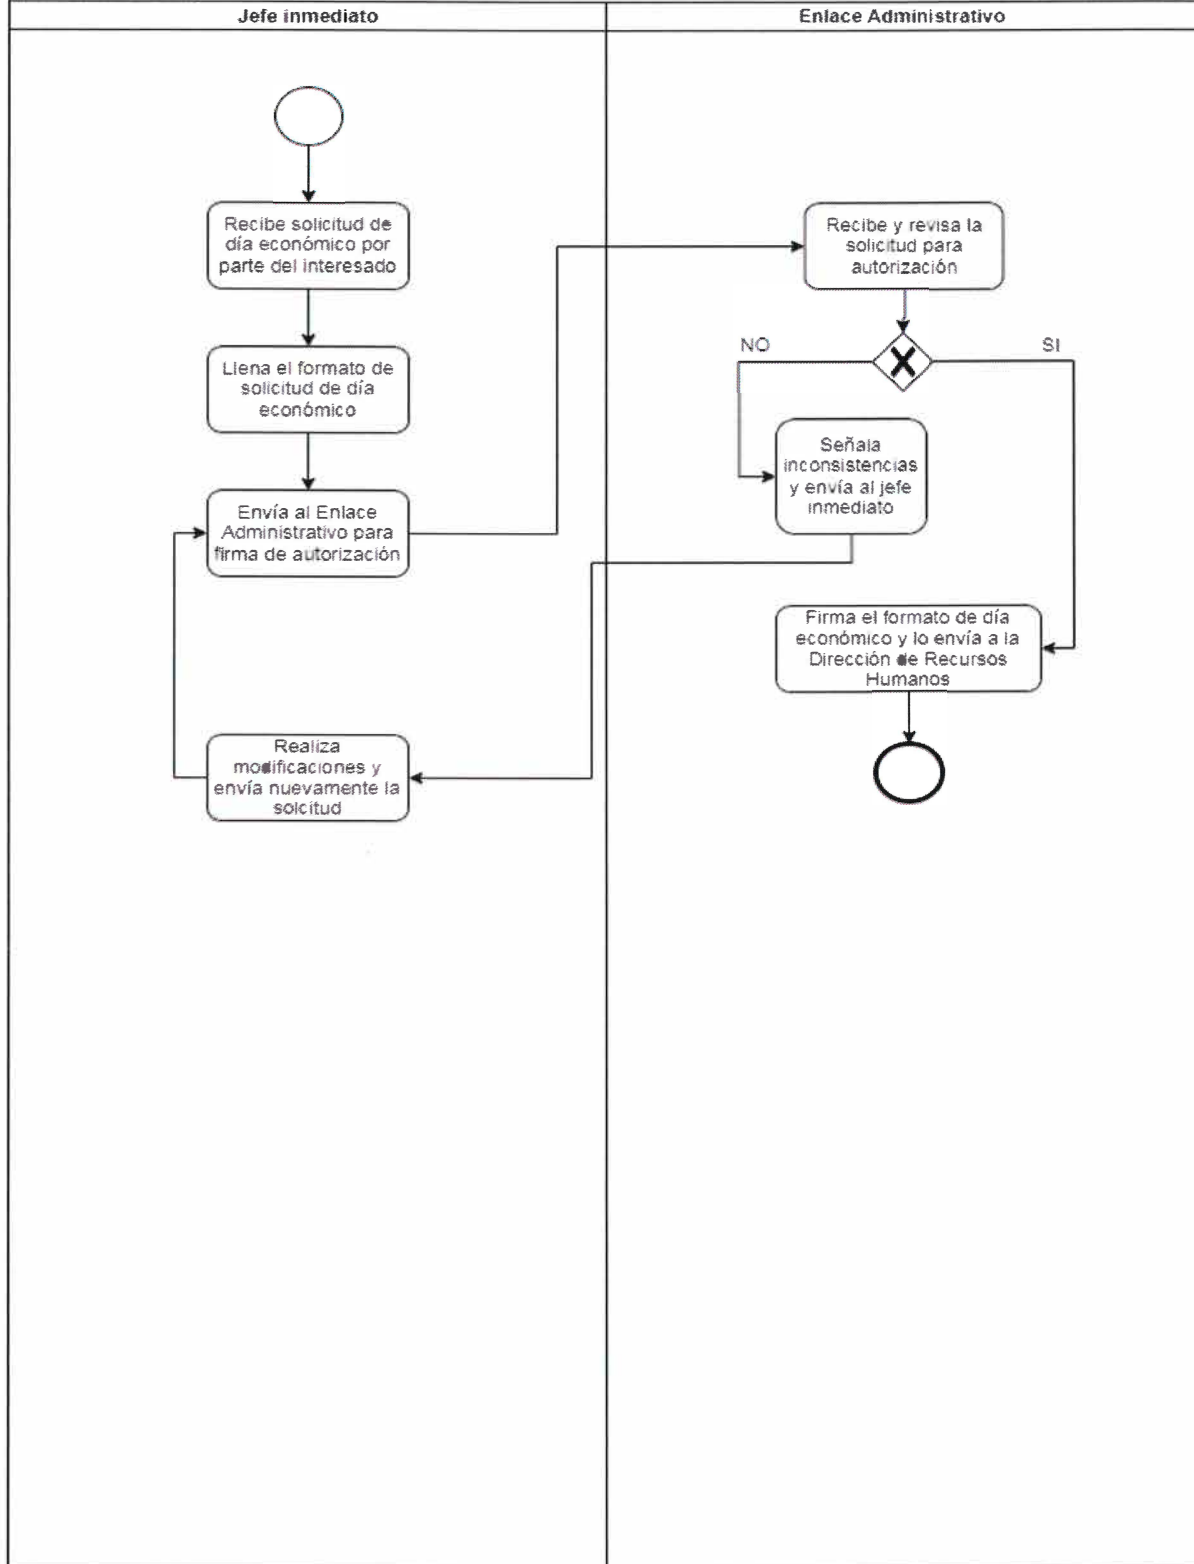 Jefe inmediato
Enlace Administrativo
Recibe solicitud de
día económico por
parte del interesado
Llena el formato de
solicitud de día
económico
Envía al Enlace
Administrativo para
firma de autorización
Realiza
modificaciones y
envía nuevamente la
solcitud
Recibe y revisa la
solicitud para
autorización
NO
SI
Señala
inconsistencias
y envía al jefe
inmediato
Firma el formato de día
económico y lo envía a la
Dirección de Recursos
Humanos